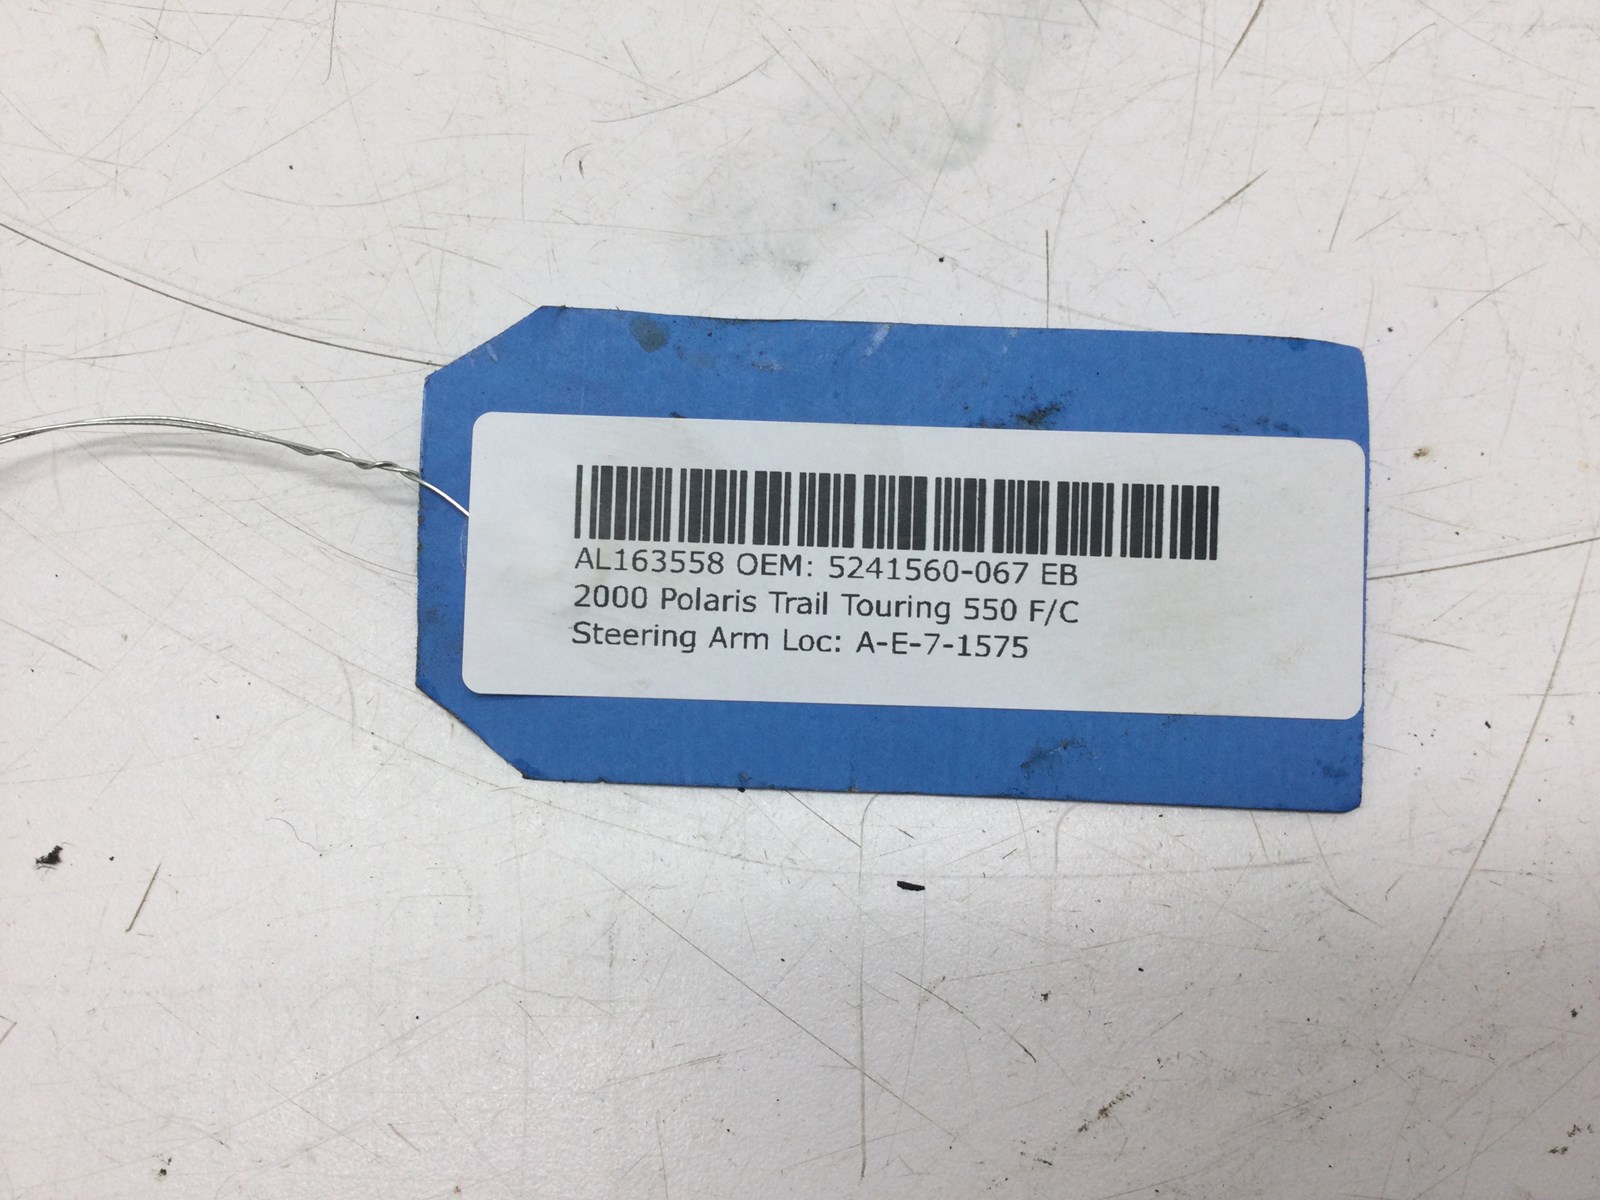 AL163558 OEM: 5241560-067 EB
2000 Polaris Trail Touring 550 F/C
Steering Arm Loc: A-E-7-1575